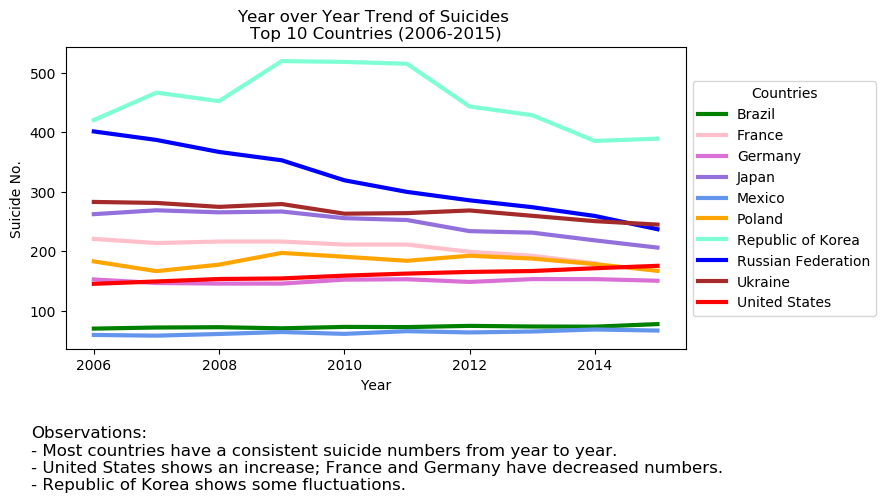 Year over Year Trend of Suicides
Top 10 Countries (2006-2015)
Suicide No.
500
400
300
200
100
2006
2008
2010
2012
2014
Year
Countries
Brazil
France
Germany
Japan
Mexico
Poland
Republic of Korea
Russian Federation
Ukraine
United States
Observations:
- Most countries have a consistent suicide numbers from year to year.
- United States shows an increase; France and Germany have decreased numbers.
- Republic of Korea shows some fluctuations.